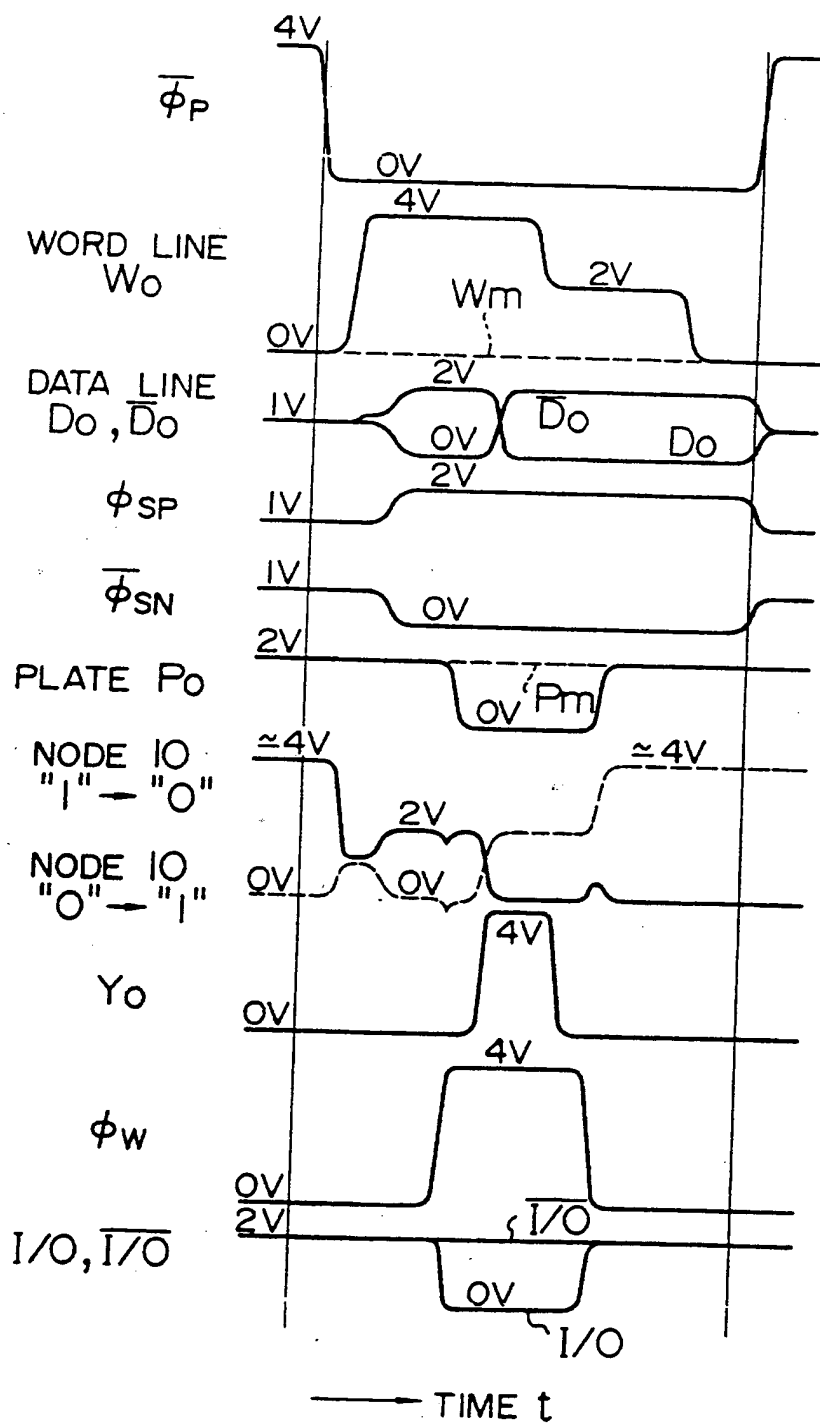 4V
φ̅P
0V
4V
WORD LINE
W0
2V
Wm
0V
DATA LINE
D0, D̅0
2V
1V
D̅0
0V
D0
2V
φSP
1V
1V
φ̅SN
0V
2V
PLATE P0
Pm
0V
NODE 10
"1" → "0"
≃4V
≃4V
2V
NODE 10
"0" → "1"
0V
0V
4V
Y0
0V
4V
φW
0V
2V
I̅/̅O̅
I/O, I̅/̅O̅
0V
I/O
→ TIME t